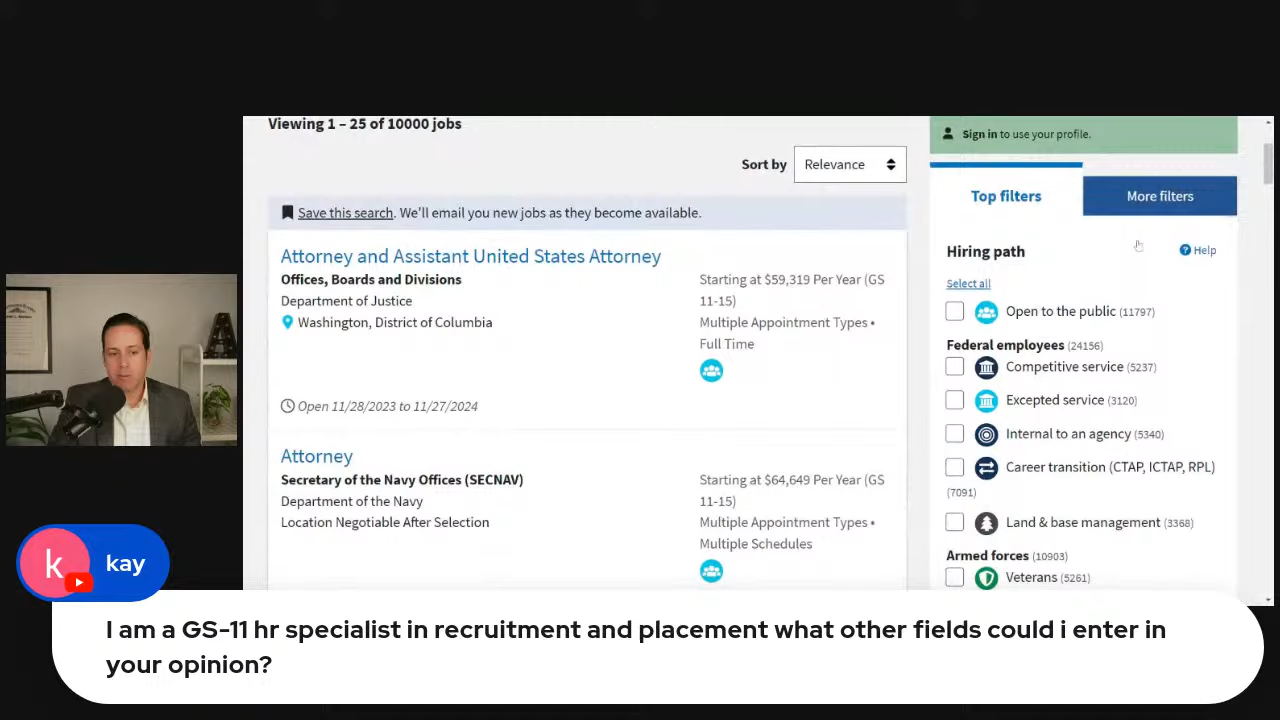 Viewing 1 – 25 of 10000 jobs
Sort by
Relevance
Save this search. We'll email you new jobs as they become available.
Attorney and Assistant United States Attorney
Offices, Boards and Divisions
Department of Justice
Washington, District of Columbia
Starting at $59,319 Per Year (GS
11-15)
Multiple Appointment Types •
Full Time
Open 11/28/2023 to 11/27/2024
Attorney
Secretary of the Navy Offices (SECNAV)
Department of the Navy
Location Negotiable After Selection
Starting at $64,649 Per Year (GS
11-15)
Multiple Appointment Types •
Multiple Schedules
Sign in to use your profile.
Top filters
More filters
Hiring path
Help
Select all
Open to the public (11797)
Federal employees (24156)
Competitive service (5237)
Excepted service (3120)
Internal to an agency (5340)
Career transition (CTAP, ICTAP, RPL)
(7091)
Land & base management (3368)
Armed forces (10903)
Veterans (5261)
k
kay
I am a GS-11 hr specialist in recruitment and placement what other fields could i enter in
your opinion?